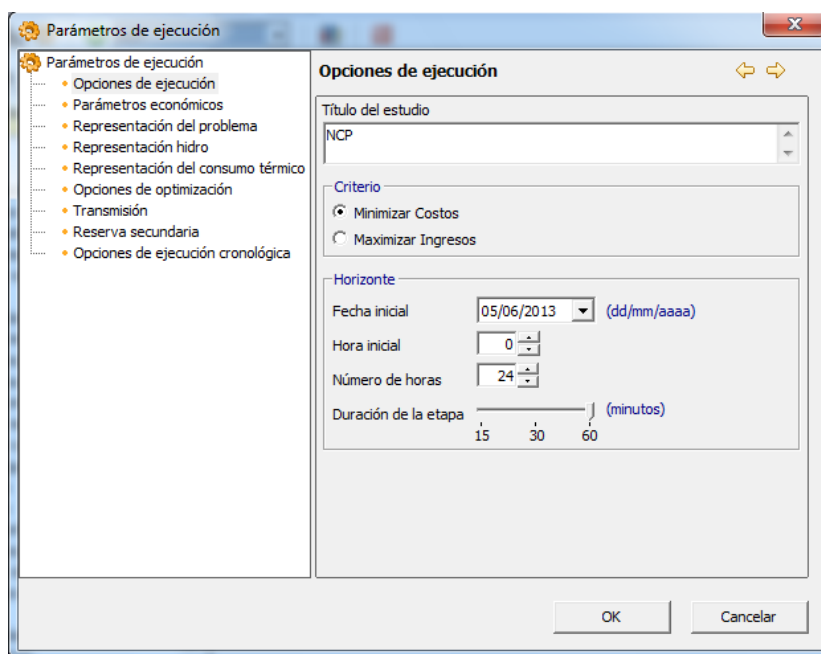 Parámetros de ejecución
Parámetros de ejecución
Opciones de ejecución
Parámetros económicos
Representación del problema
Representación hidro
Representación del consumo térmico
Opciones de optimización
Transmisión
Reserva secundaria
Opciones de ejecución cronológica
Opciones de ejecución
Título del estudio
NCP
Criterio
Minimizar Costos
Maximizar Ingresos
Horizonte
Fecha inicial 05/06/2013 (dd/mm/aaaa)
Hora inicial 0
Número de horas 24
Duración de la etapa (minutos)
15 30 60
OK Cancelar